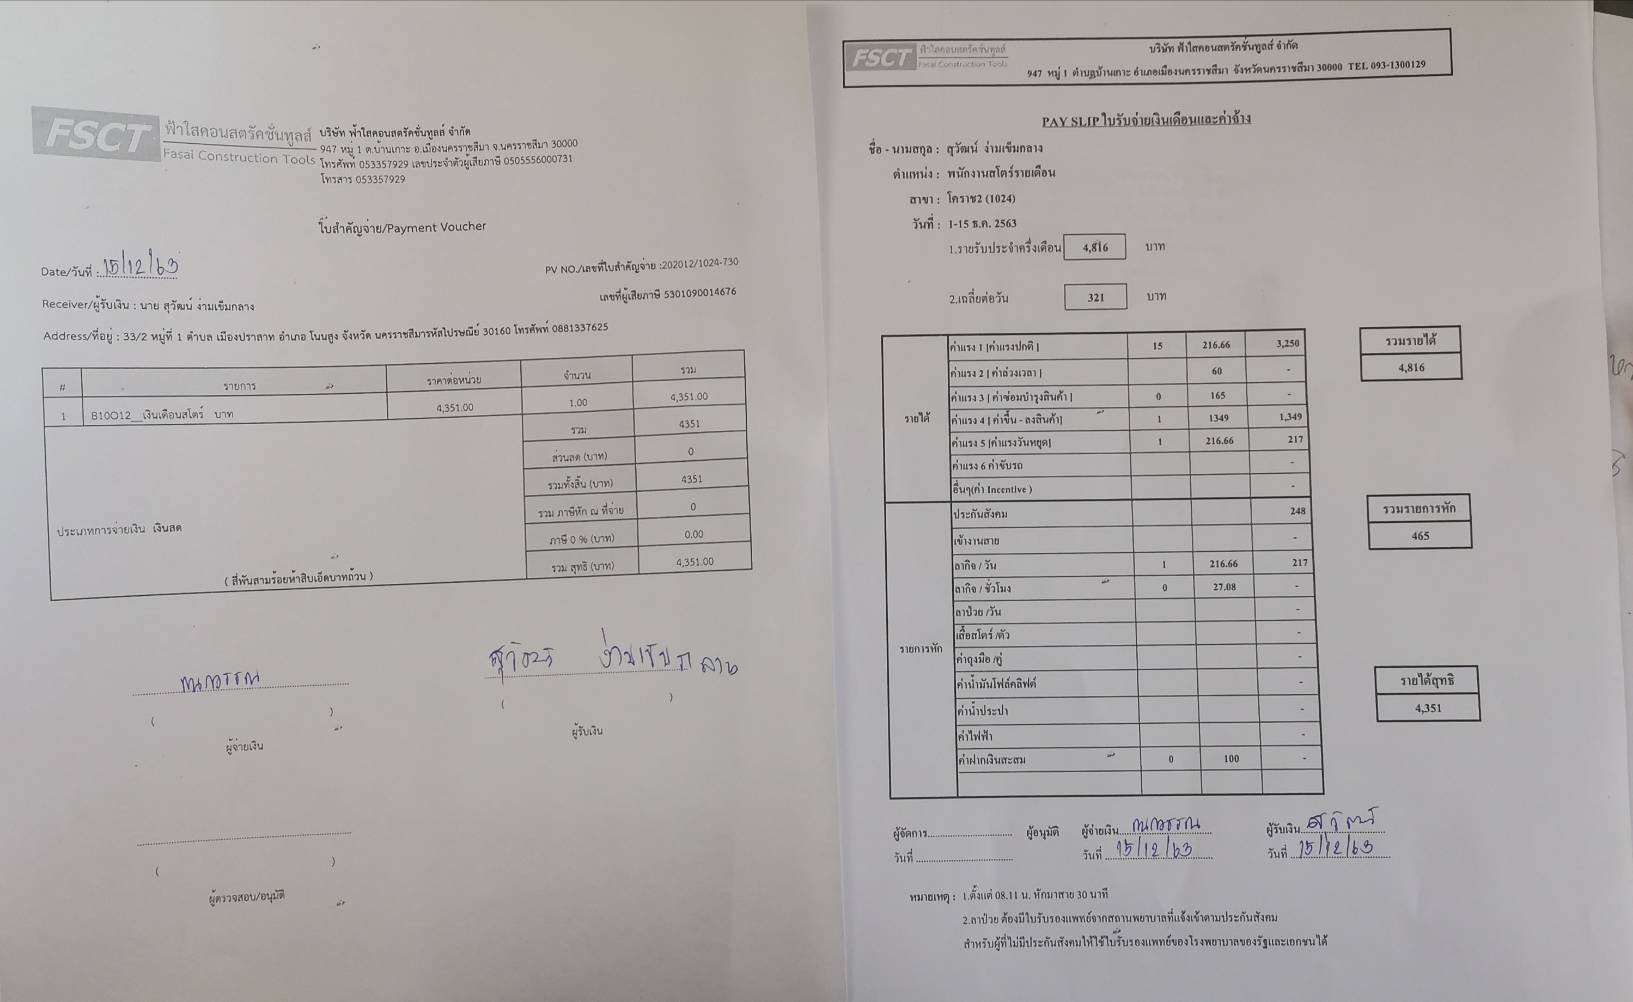 FSCT ฟ้าใสคอนสตรัคชั่นทูลส์
Fasai Construction Tools
บริษัท ฟ้าใสคอนสตรัคชั่นทูลส์ จำกัด
947 หมู่ 1 ต.บ้านเกาะ อ.เมืองนครราชสีมา จ.นครราชสีมา 30000
โทรศัพท์ 053357929 เลขประจำตัวผู้เสียภาษี 0505556000731
โทรสาร 053357929
ใบสำคัญจ่าย/Payment Voucher
Date/วันที่ : 15/12/63
PV NO./เลขที่ใบสำคัญจ่าย :202012/1024-730
Receiver/ผู้รับเงิน : นาย สุวัฒน์ ง่ามเข็มกลาง
เลขที่ผู้เสียภาษี 5301090014676
Address/ที่อยู่ : 33/2 หมู่ที่ 1 ตำบล เมืองปราสาท อำเภอ โนนสูง จังหวัด นครราชสีมารหัสไปรษณีย์ 30160 โทรศัพท์ 0881337625
# รายการ ราคาต่อหน่วย จำนวน รวม
1 B10O12__เงินเดือนสโตร์ บาท 4,351.00 1.00 4,351.00
รวม 4351
ส่วนลด (บาท) 0
รวมทั้งสิ้น (บาท) 4351
รวม ภาษีหัก ณ ที่จ่าย 0
ประเภทการจ่ายเงิน เงินสด
ภาษี 0 % (บาท) 0.00
รวม สุทธิ (บาท) 4,351.00
( สี่พันสามร้อยห้าสิบเอ็ดบาทถ้วน )
กนกวรรณ
สุวัฒน์ ง่ามเข็มกลาง
( )
( )
ผู้จ่ายเงิน
ผู้รับเงิน
( )
ผู้ตรวจสอบ/อนุมัติ
FSCT ฟ้าใสคอนสตรัคชั่นทูลส์
Fasai Construction Tools
บริษัท ฟ้าใสคอนสตรัคชั่นทูลส์ จำกัด
947 หมู่ 1 ตำบลบ้านเกาะ อำเภอเมืองนครราชสีมา จังหวัดนครราชสีมา 30000 TEL 093-1300129
PAY SLIP ใบรับจ่ายเงินเดือนและค่าจ้าง
ชื่อ - นามสกุล : สุวัฒน์ ง่ามเข็มกลาง
ตำแหน่ง : พนักงานสโตร์รายเดือน
สาขา : โคราช2 (1024)
วันที่ : 1-15 ธ.ค. 2563
1.รายรับประจำครึ่งเดือน 4,816 บาท
2.เฉลี่ยต่อวัน 321 บาท
รายได้
ค่าแรง 1 [ค่าแรงปกติ ] 15 216.66 3,250
ค่าแรง 2 [ ค่าล่วงเวลา ] 60 -
ค่าแรง 3 [ ค่าซ่อมบำรุงสินค้า ] 0 165 -
ค่าแรง 4 [ ค่าขึ้น - ลงสินค้า] 1 1349 1,349
ค่าแรง 5 [ค่าแรงวันหยุด] 1 216.66 217
ค่าแรง 6 ค่าขับรถ -
อื่นๆ(ค่า Incentive ) -
รายการหัก
ประกันสังคม 248
เข้างานสาย -
ลากิจ / วัน 1 216.66 217
ลากิจ / ชั่วโมง 0 27.08 -
ลาป่วย /วัน -
เสื้อสโตร์ /ตัว -
ค่าถุงมือ /คู่ -
ค่าน้ำมันโฟล์คลิฟต์ -
ค่าน้ำประปา -
ค่าไฟฟ้า -
ค่าฝากเงินสะสม 0 100 -
รวมรายได้
4,816
รวมรายการหัก
465
รายได้สุทธิ
4,351
ผู้จัดการ ผู้อนุมัติ ผู้จ่ายเงิน กนกวรรณ ผู้รับเงิน สุวัฒน์
วันที่ วันที่ 15/12/63 วันที่ 15/12/63
หมายเหตุ : 1.ตั้งแต่ 08.11 น. หักมาสาย 30 นาที
2.ลาป่วย ต้องมีใบรับรองแพทย์จากสถานพยาบาลที่แจ้งเข้าตามประกันสังคม
สำหรับผู้ที่ไม่มีประกันสังคมให้ใช้ใบรับรองแพทย์ของโรงพยาบาลของรัฐและเอกชนได้